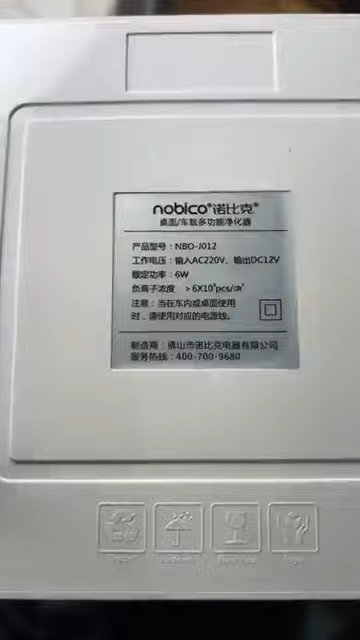 nobico®诺比克®
桌面/车载多功能净化器
产品型号：NBO-J012
工作电压：输入AC220V、输出DC12V
额定功率：6W
负离子浓度 ＞6X10⁶pcs/cm³
注意：当在车内或桌面使用
时，请使用对应的电源线。
制造商：佛山市诺比克电器有限公司
服务热线：400-700-9680